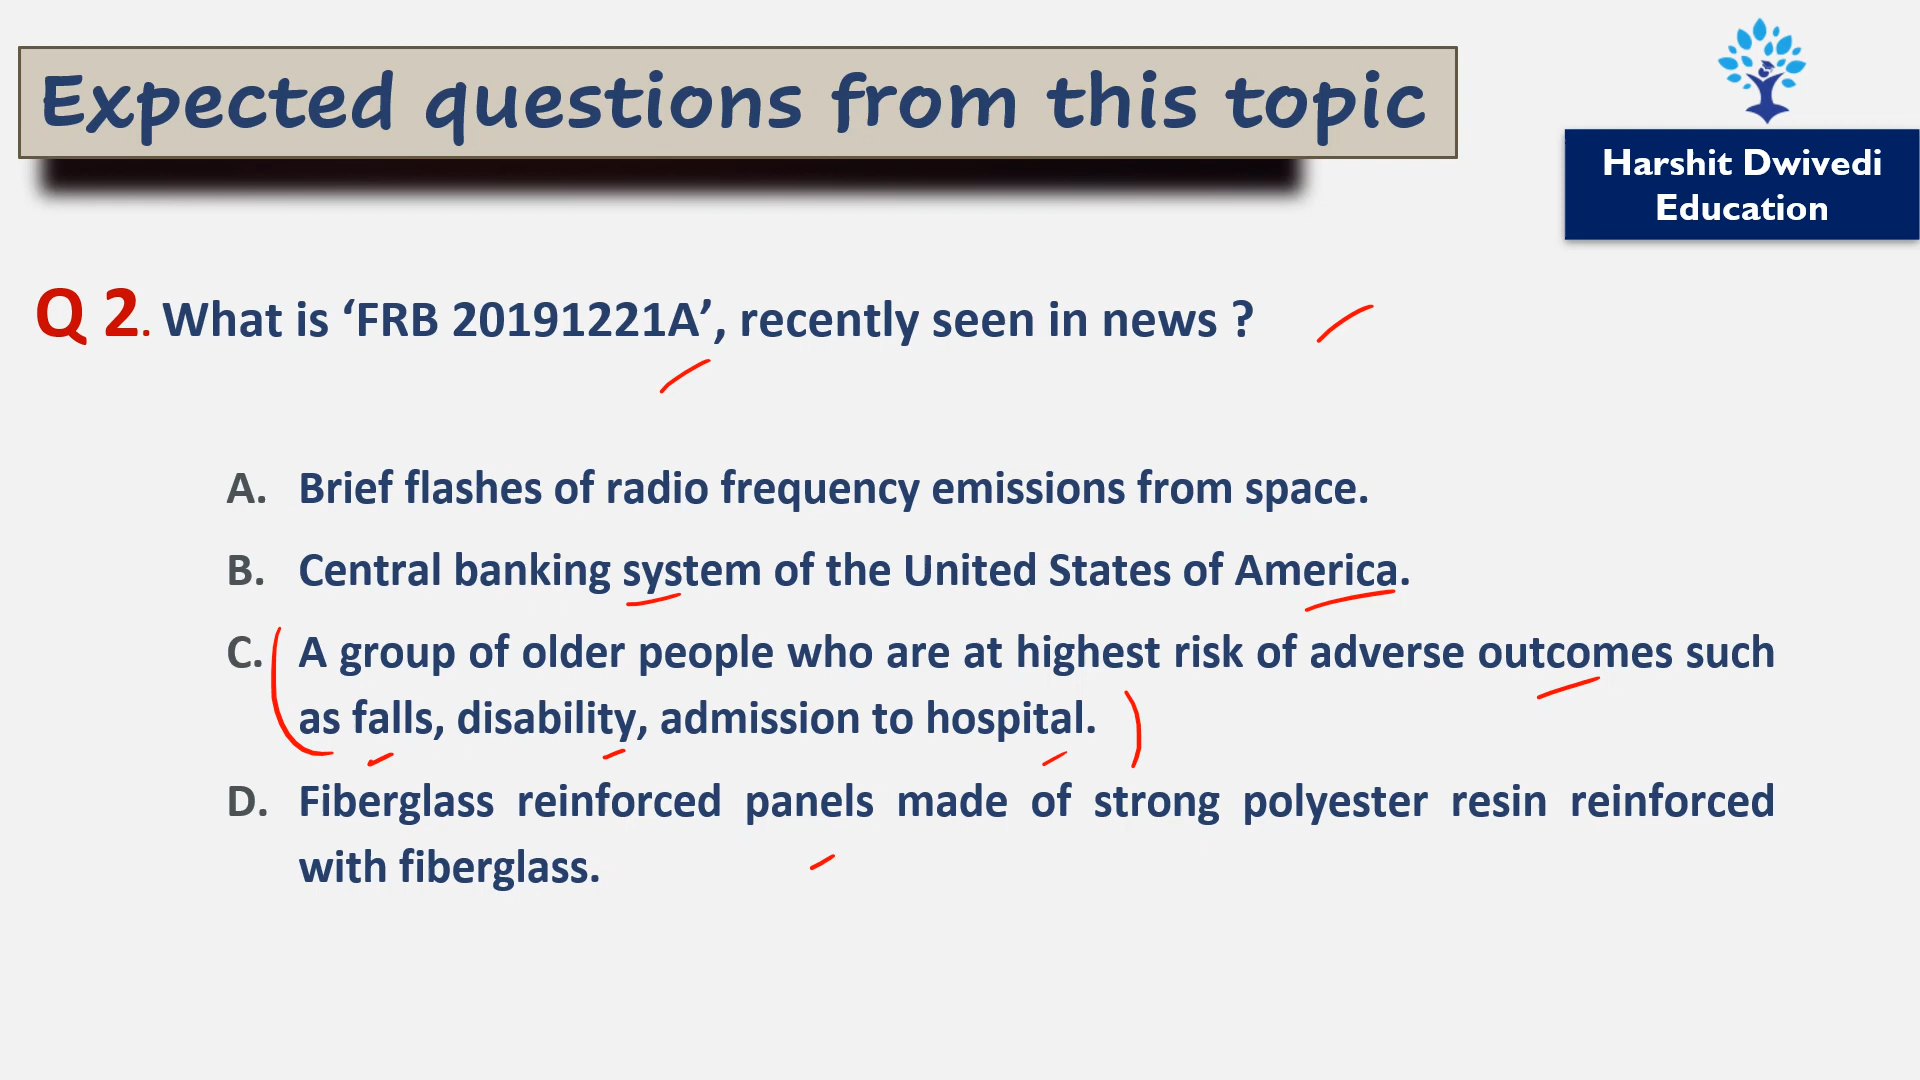 Expected questions from this topic
Harshit Dwivedi
Education
Q 2. What is ‘FRB 20191221A’, recently seen in news ?
A. Brief flashes of radio frequency emissions from space.
B. Central banking system of the United States of America.
C. A group of older people who are at highest risk of adverse outcomes such
as falls, disability, admission to hospital.
D. Fiberglass reinforced panels made of strong polyester resin reinforced
with fiberglass.